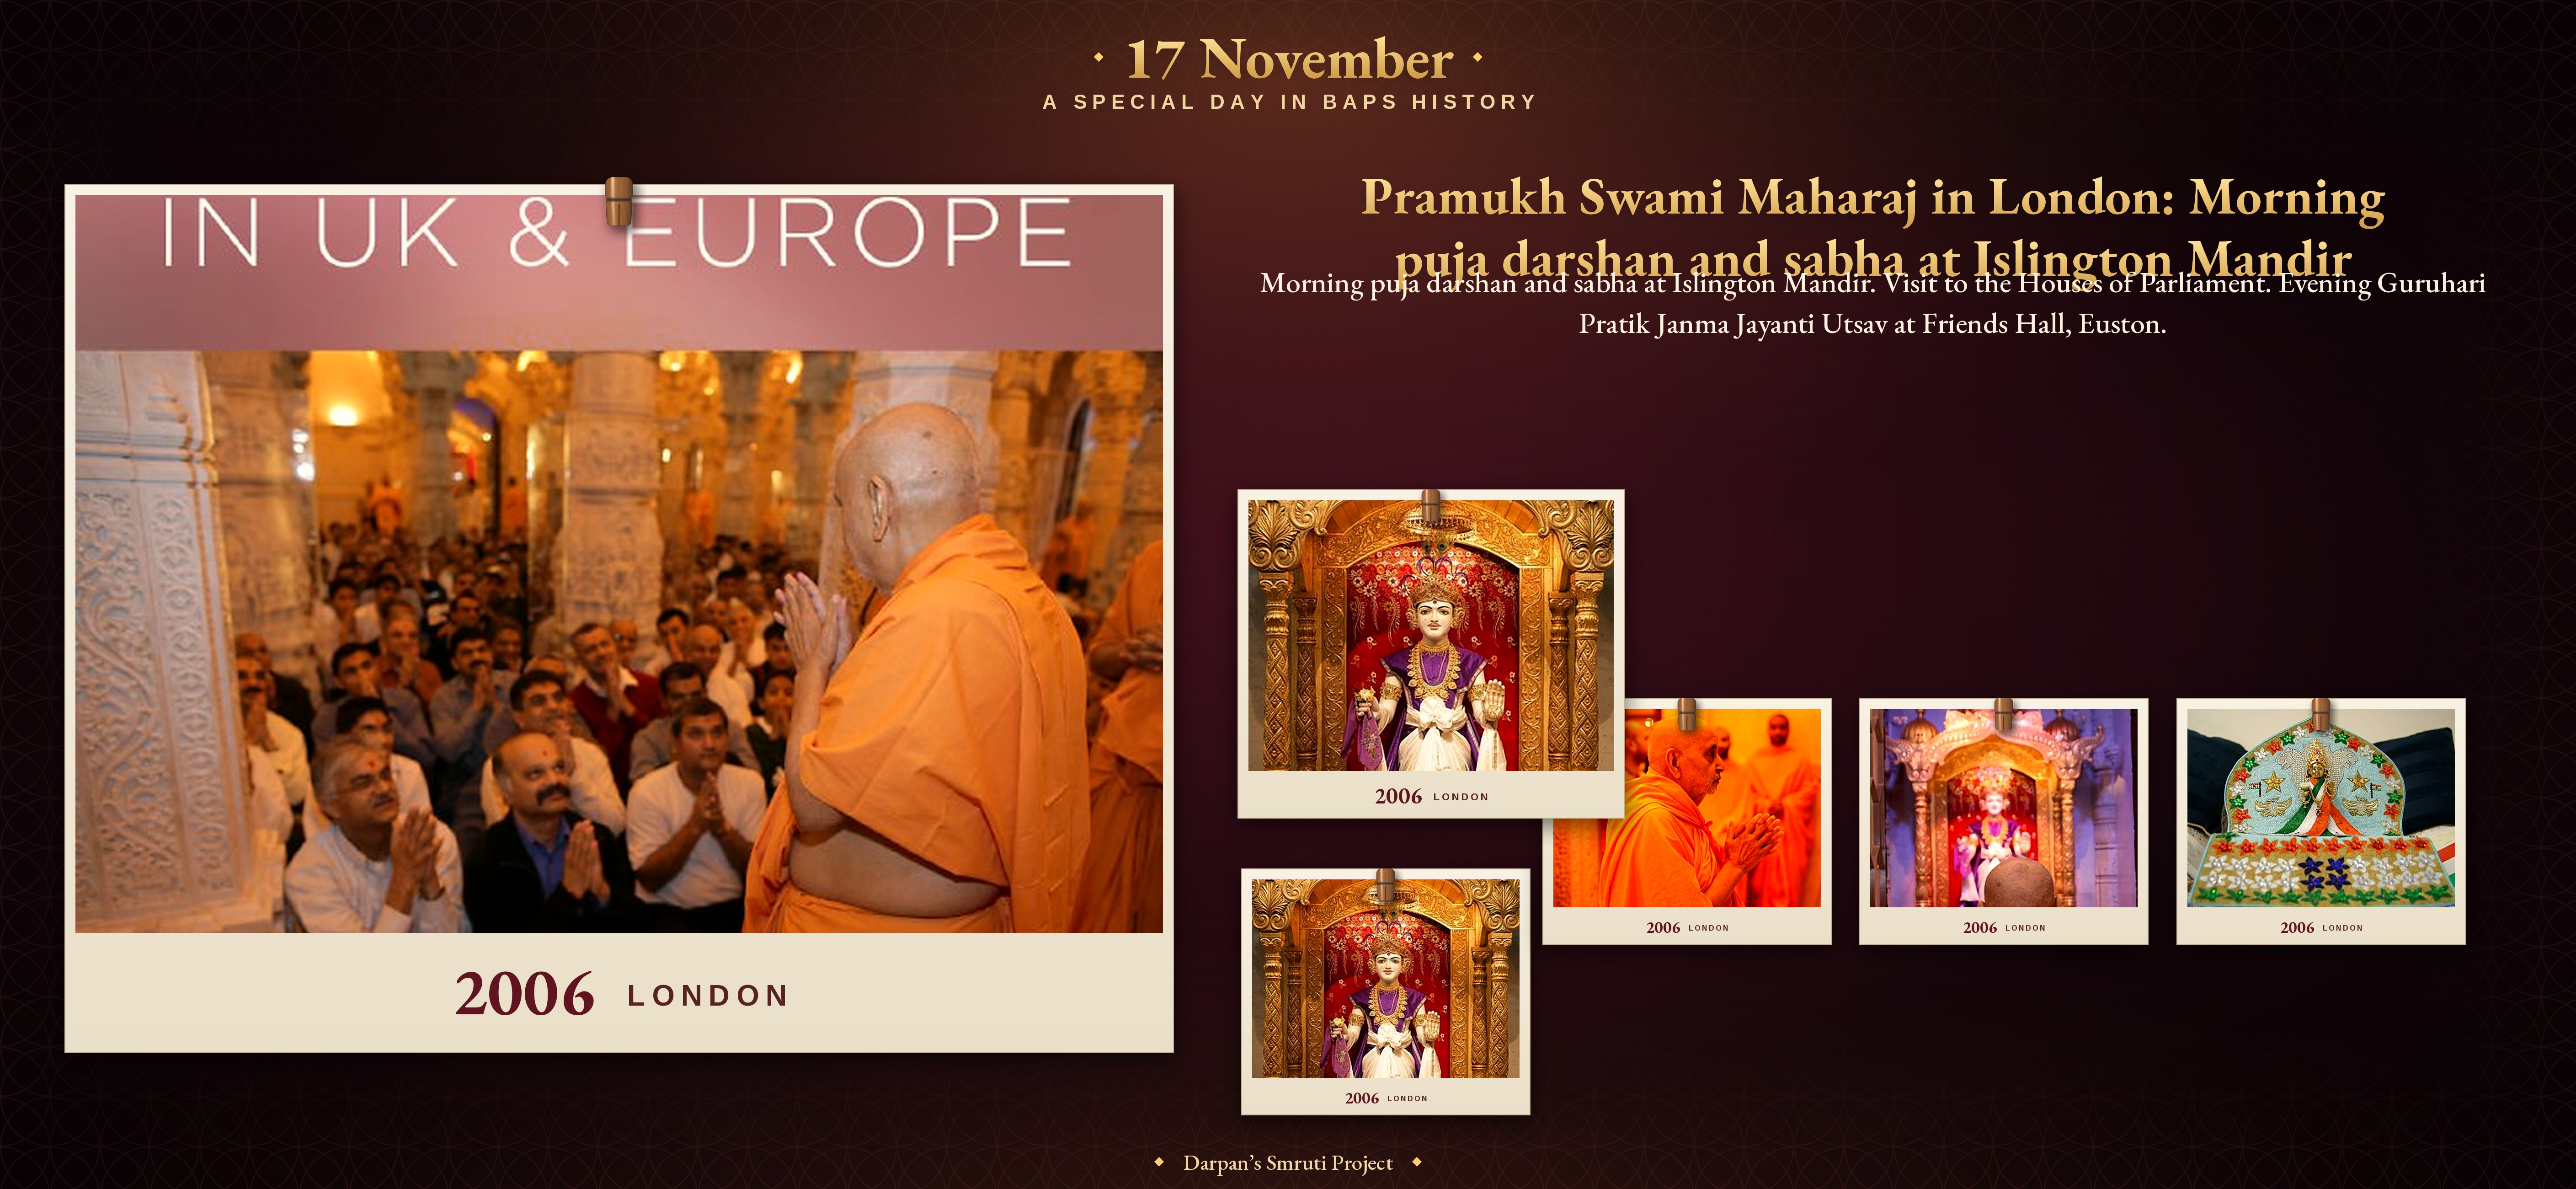 17 November
A SPECIAL DAY IN BAPS HISTORY
IN UK & EUROPE
2006 LONDON
Pramukh Swami Maharaj in London: Morning
puja darshan and sabha at Islington Mandir
Morning puja darshan and sabha at Islington Mandir. Visit to the Houses of Parliament. Evening Guruhari
Pratik Janma Jayanti Utsav at Friends Hall, Euston.
2006 LONDON
2006 LONDON
2006 LONDON
2006 LONDON
2006 LONDON
Darpan’s Smruti Project